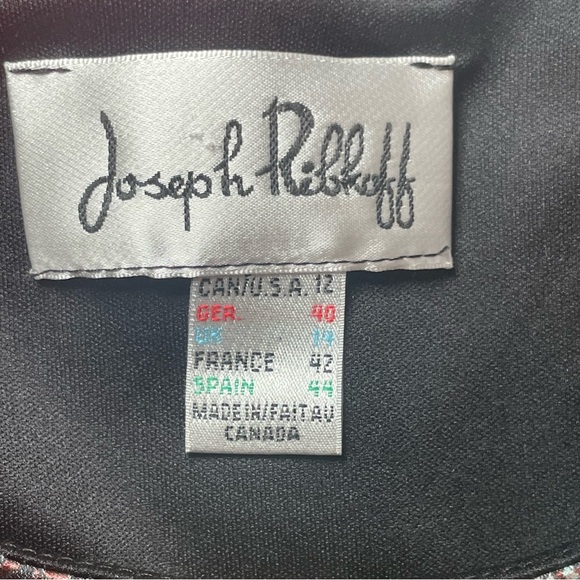 Joseph Ribkoff
CAN/U.S.A. 12
GER. 40
UK 14
FRANCE 42
SPAIN 44
MADE IN/FAIT AU
CANADA